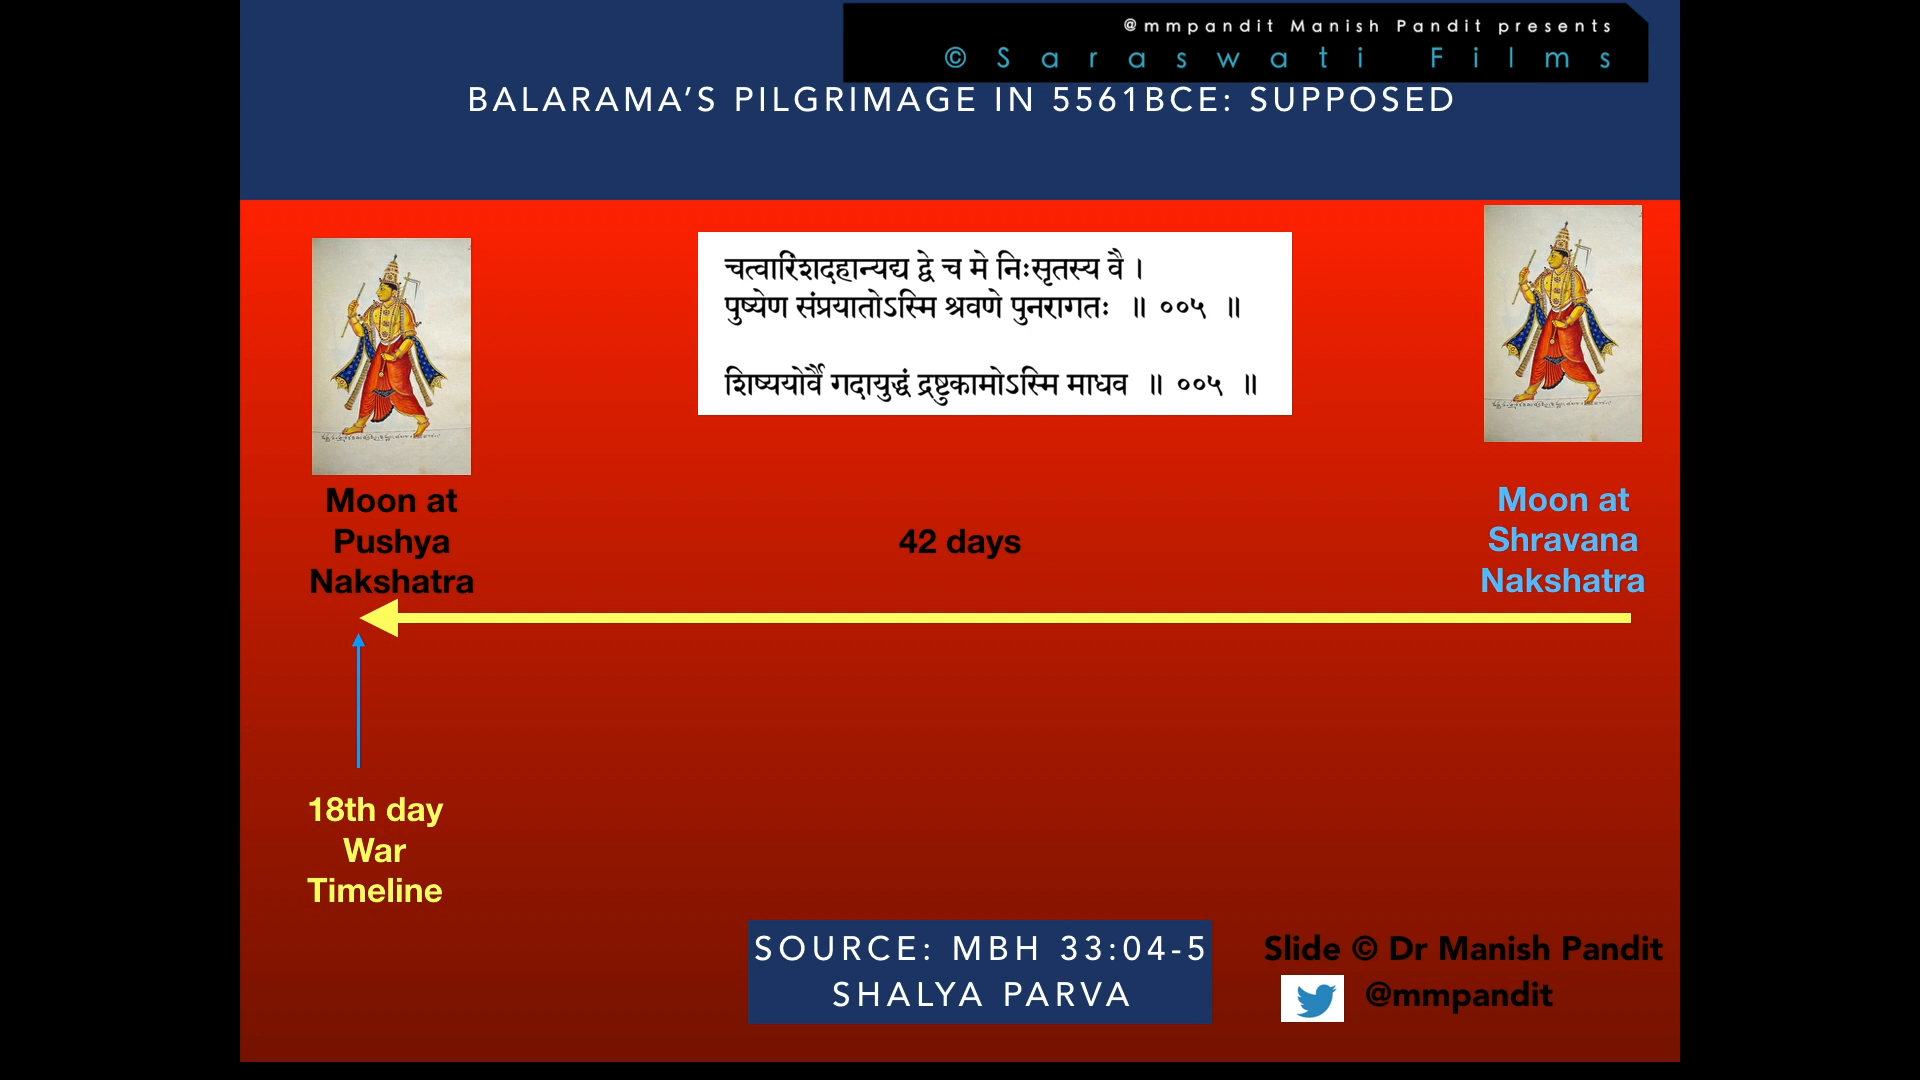 @mmpandit Manish Pandit presents
© Saraswati Films
BALARAMA’S PILGRIMAGE IN 5561BCE: SUPPOSED
चत्वारिंशदहान्यद्य द्वे च मे निःसृतस्य वै ।
पुष्येण संप्रयातोऽस्मि श्रवणे पुनरागतः ॥ ००५ ॥
शिष्ययोर्वै गदायुद्धं द्रष्टुकामोऽस्मि माधव ॥ ००५ ॥
Moon at
Pushya
Nakshatra
42 days
Moon at
Shravana
Nakshatra
18th day
War
Timeline
SOURCE: MBH 33:04-5
SHALYA PARVA
Slide © Dr Manish Pandit
@mmpandit